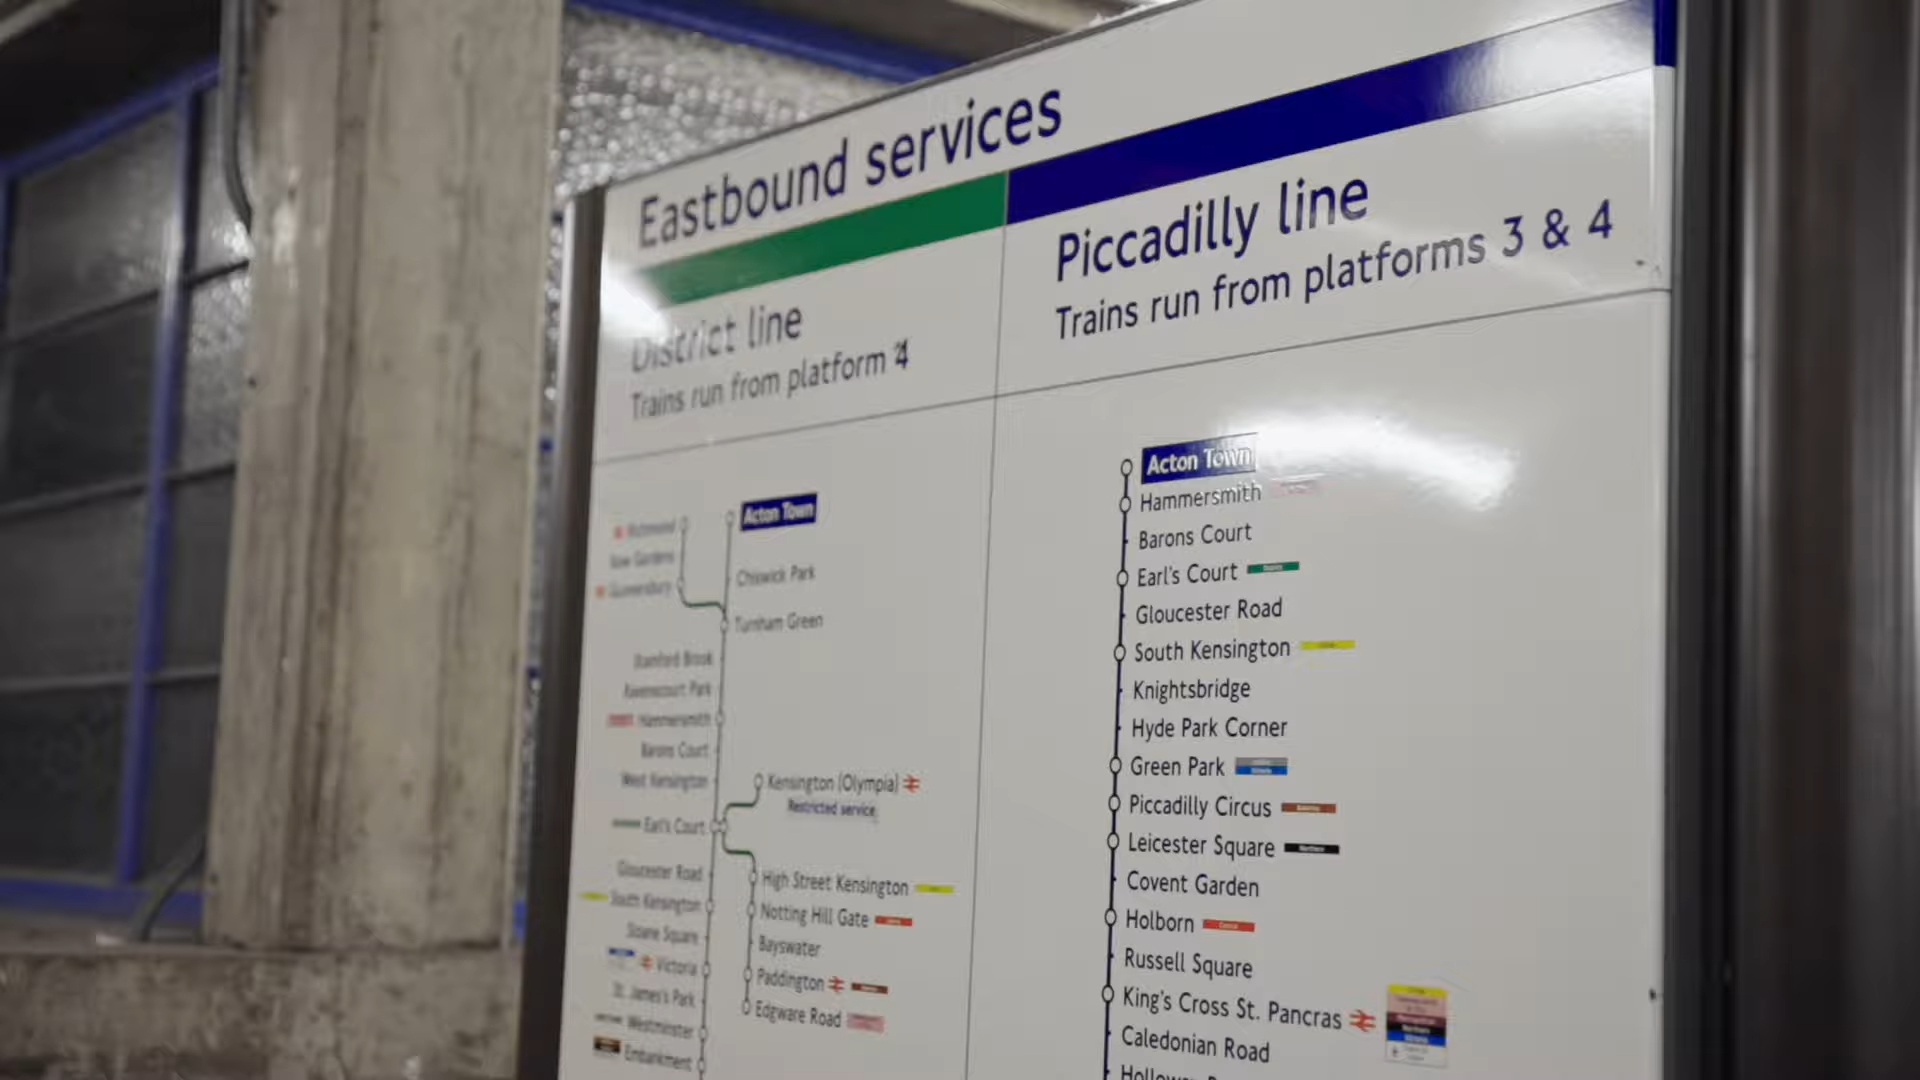 Eastbound services
District line
Trains run from platform 4
Piccadilly line
Trains run from platforms 3 & 4
Acton Town
Chiswick Park
Turnham Green
Stamford Brook
Ravenscourt Park
Hammersmith
Barons Court
West Kensington
Kensington (Olympia)
Restricted service
Earl's Court
Gloucester Road
South Kensington
Sloane Square
Victoria
St. James's Park
Westminster
Embankment
High Street Kensington
Notting Hill Gate
Bayswater
Paddington
Edgware Road
Acton Town
Hammersmith
Barons Court
Earl's Court
Gloucester Road
South Kensington
Knightsbridge
Hyde Park Corner
Green Park
Piccadilly Circus
Leicester Square
Covent Garden
Holborn
Russell Square
King's Cross St. Pancras
Caledonian Road